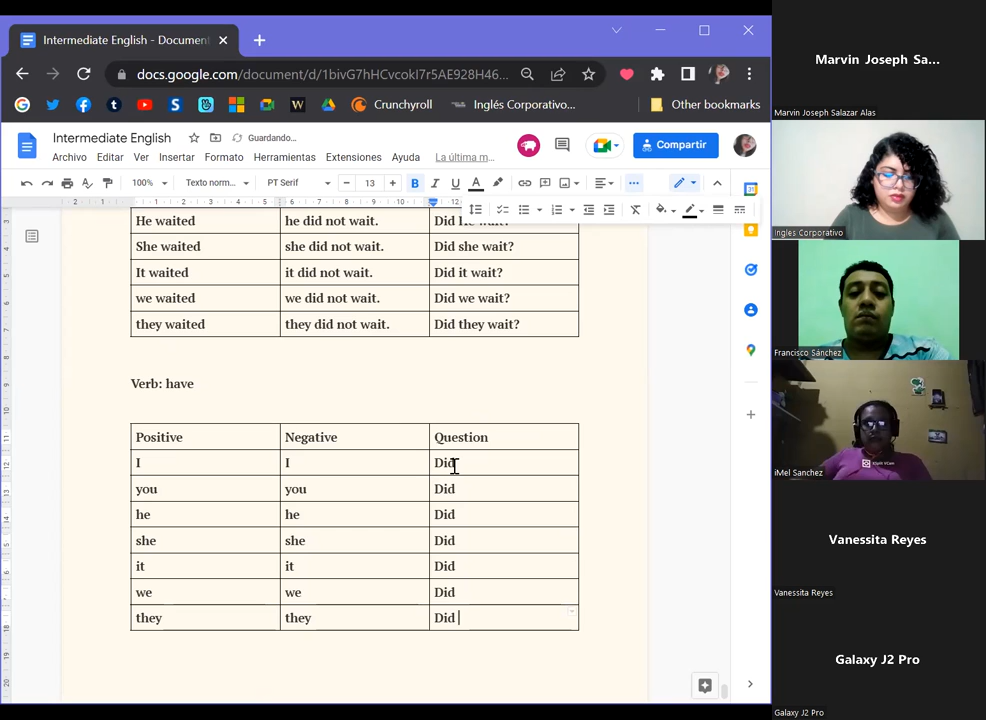 Intermediate English - Document
docs.google.com/document/d/1bivG7hHCvcokI7r5AE928H46...
Crunchyroll
Inglés Corporativo...
Other bookmarks
Intermediate English
Guardando...
Archivo Editar Ver Insertar Formato Herramientas Extensiones Ayuda La última m...
Compartir
100% Texto norm... PT Serif 13
He waited he did not wait.
She waited she did not wait. Did she wait?
It waited it did not wait. Did it wait?
we waited we did not wait. Did we wait?
they waited they did not wait. Did they wait?
Verb: have
Positive Negative Question
I I Did
you you Did
he he Did
she she Did
it it Did
we we Did
they they Did
Marvin Joseph Sa...
Marvin Joseph Salazar Alas
Ingles Corporativo
Francisco Sánchez
iMel Sanchez
Vanessita Reyes
Vanessita Reyes
Galaxy J2 Pro
Galaxy J2 Pro